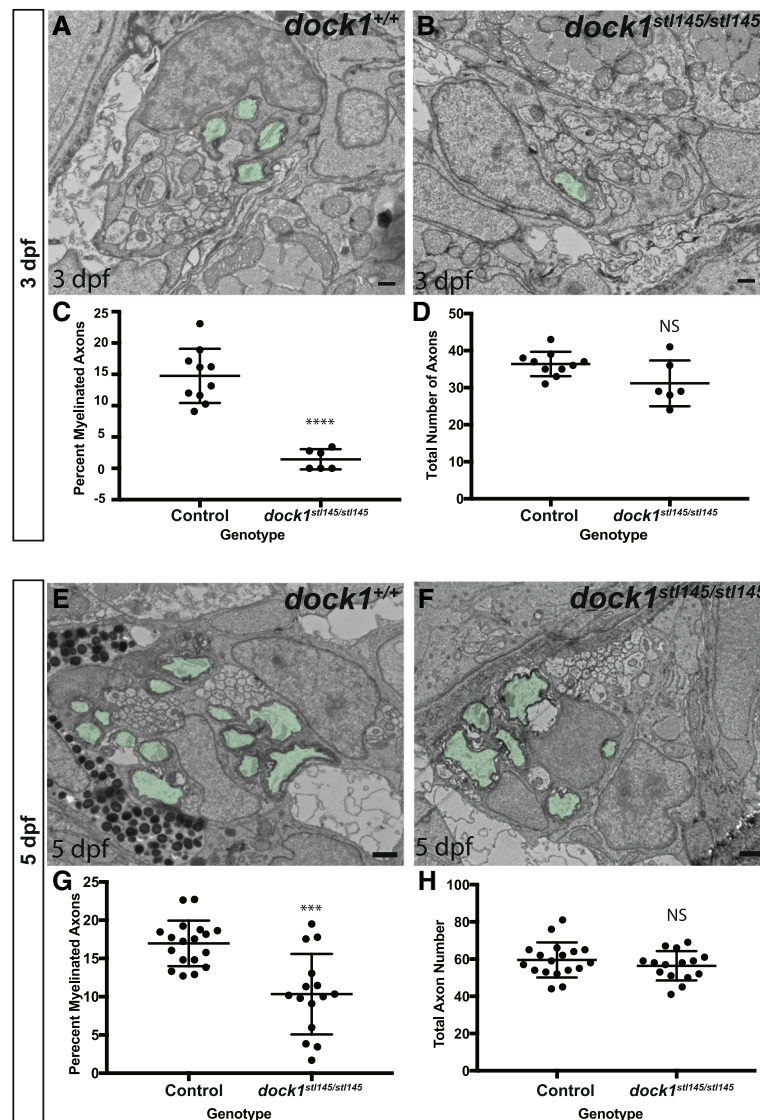 3 dpf
A
dock1+/+
3 dpf
B
dock1stl145/stl145
3 dpf
C
Percent Myelinated Axons
25
20
15
10
5
0
-5
****
Control
dock1stl145/stl145
Genotype
D
Total Number of Axons
50
40
30
20
10
0
NS
Control
dock1stl145/stl145
Genotype
5 dpf
E
dock1+/+
5 dpf
F
dock1stl145/stl145
5 dpf
G
Perecent Myelinated Axons
25
20
15
10
5
0
***
Control
dock1stl145/stl145
Genotype
H
Total Axon Number
100
80
60
40
20
0
NS
Control
dock1stl145/stl145
Genotype